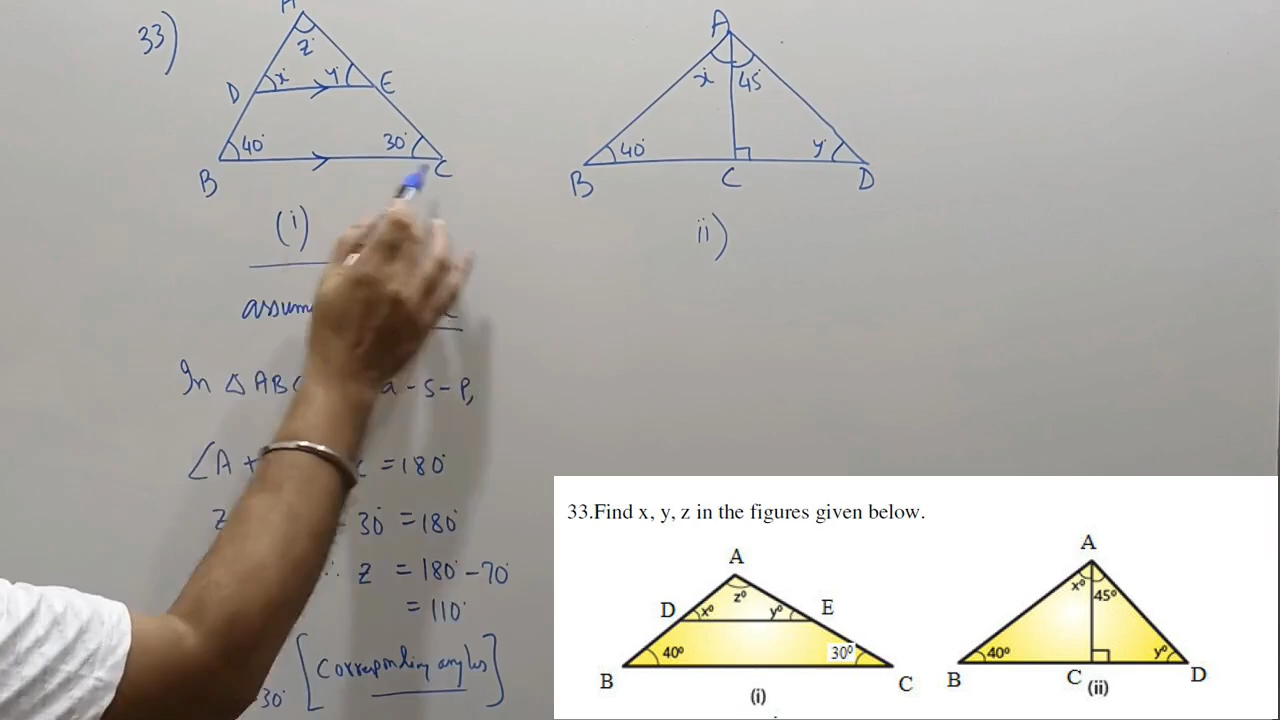 33)
A
z°
D x° y° E
40° 30°
B C
(i)
In △ ABC a-s-p,
∠A + = 180°
z 30° = 180°
∴ z = 180° - 70°
= 110°
30° [corresponding angles]
A
x° 45°
40° y°
B C D
ii)
33.Find x, y, z in the figures given below.
A
z°
D x° y° E
40° 30°
B C
(i)
A
x° 45°
40° y°
B C D
(ii)